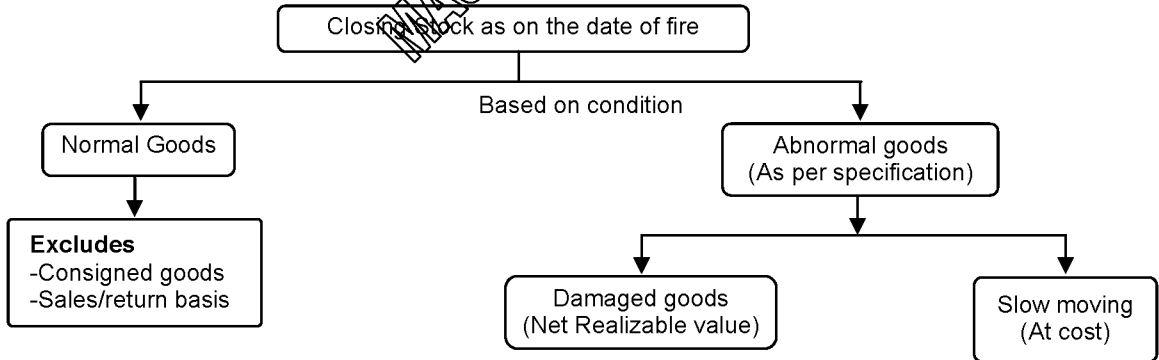 Closing Stock as on the date of fire
Based on condition
Normal Goods
Abnormal goods
(As per specification)
Excludes
-Consigned goods
-Sales/return basis
Damaged goods
(Net Realizable value)
Slow moving
(At cost)